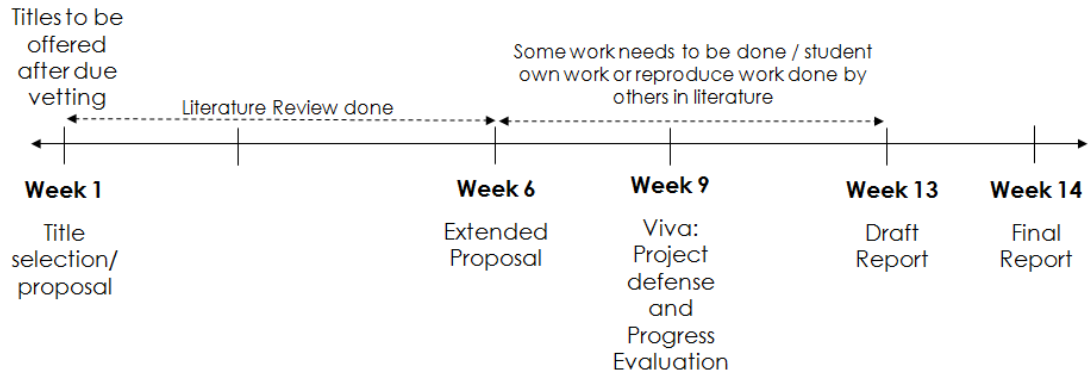 Titles to be
offered
after due
vetting
Literature Review done
Some work needs to be done / student
own work or reproduce work done by
others in literature
Week 1
Title
selection/
proposal
Week 6
Extended
Proposal
Week 9
Viva:
Project
defense
and
Progress
Evaluation
Week 13
Draft
Report
Week 14
Final
Report